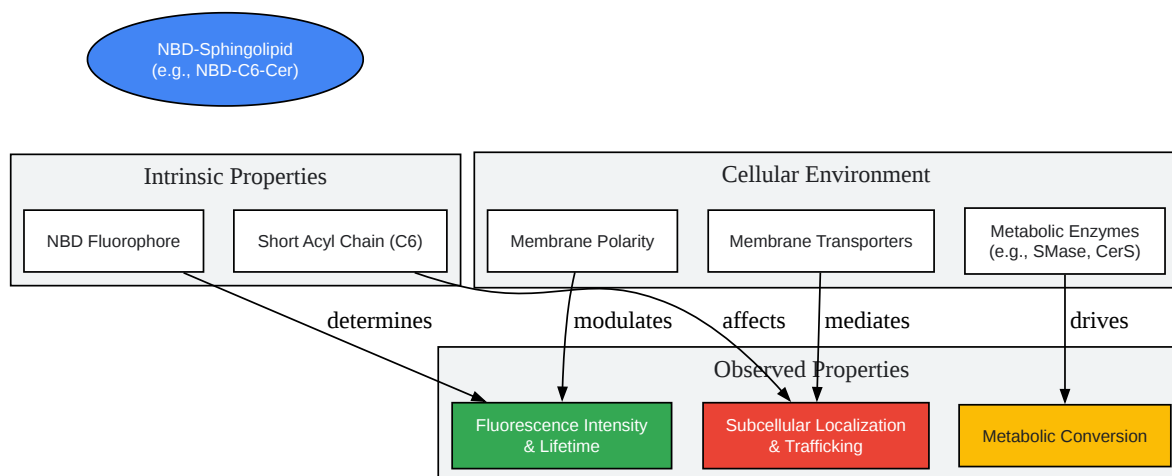 NBD-Sphingolipid
(e.g., NBD-C6-Cer)
Intrinsic Properties
Cellular Environment
NBD Fluorophore
Short Acyl Chain (C6)
Membrane Polarity
Membrane Transporters
Metabolic Enzymes
(e.g., SMase, CerS)
determines
modulates
affects
mediates
drives
Observed Properties
Fluorescence Intensity
& Lifetime
Subcellular Localization
& Trafficking
Metabolic Conversion